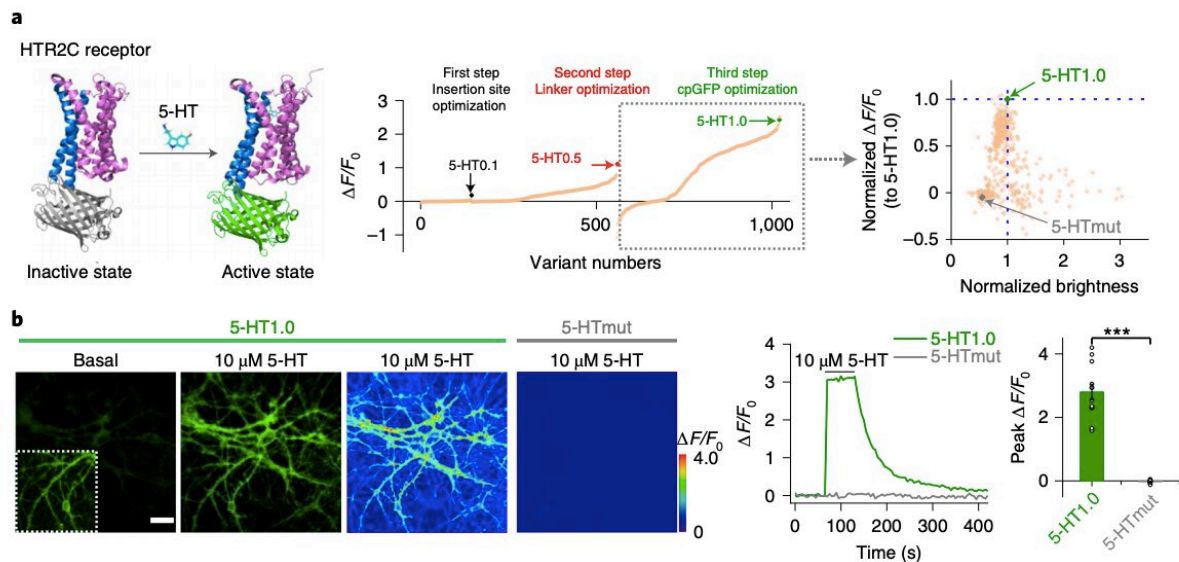 a
HTR2C receptor
5-HT
Inactive state
Active state
First step
Insertion site
optimization
Second step
Linker optimization
Third step
cpGFP optimization
5-HT0.1
5-HT0.5
5-HT1.0
ΔF/F0
3
2
1
0
−1
0
500
1,000
Variant numbers
5-HT1.0
Normalized ΔF/F0
(to 5-HT1.0)
1.0
0.5
0
−0.5
5-HTmut
0
1
2
3
Normalized brightness
b
5-HT1.0
5-HTmut
Basal
10 μM 5-HT
10 μM 5-HT
10 μM 5-HT
ΔF/F0
4.0
0
5-HT1.0
5-HTmut
10 μM 5-HT
ΔF/F0
4
3
2
1
0
0
100
200
300
400
Time (s)
***
Peak ΔF/F0
4
2
0
5-HT1.0
5-HTmut